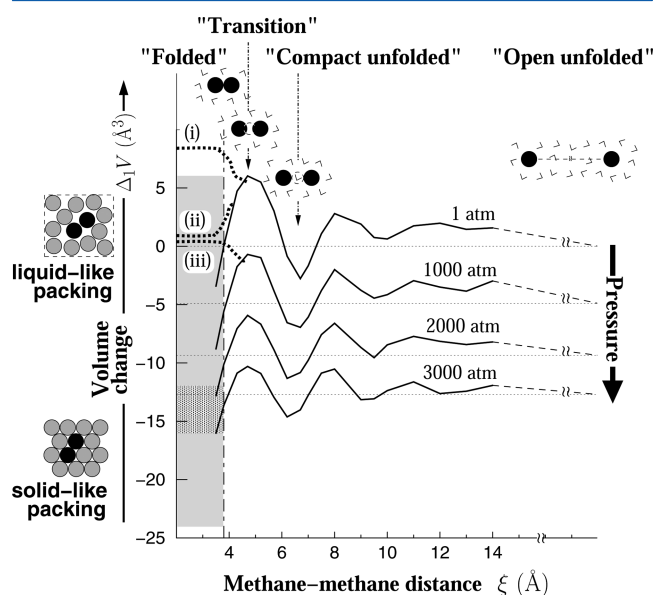 "Transition"
"Folded" "Compact unfolded" "Open unfolded"
Δ₁V (Å³)
(i)
5
1 atm
(ii)
0
(iii)
liquid–like
packing
1000 atm
−5
Pressure
Volume
change
2000 atm
−10
3000 atm
−15
−20
solid–like
packing
−25
4 6 8 10 12 14
Methane−methane distance ξ (Å)